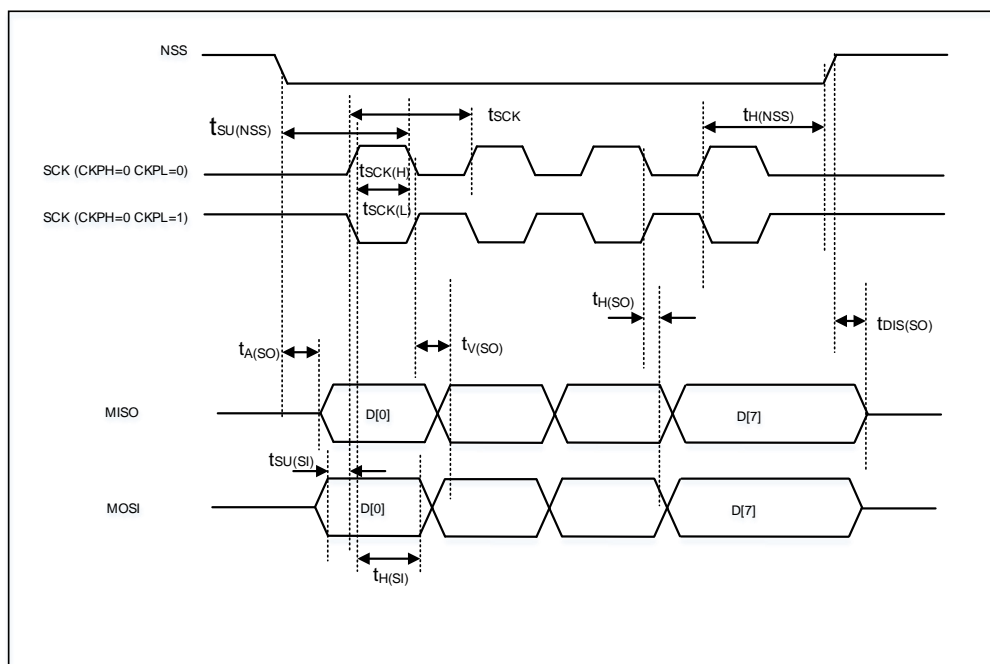 NSS
tSCK
tH(NSS)
tSU(NSS)
SCK (CKPH=0 CKPL=0)
tSCK(H)
tSCK(L)
SCK (CKPH=0 CKPL=1)
tH(SO)
tDIS(SO)
tA(SO)
tV(SO)
MISO
D[0]
D[7]
tSU(SI)
MOSI
D[0]
D[7]
tH(SI)